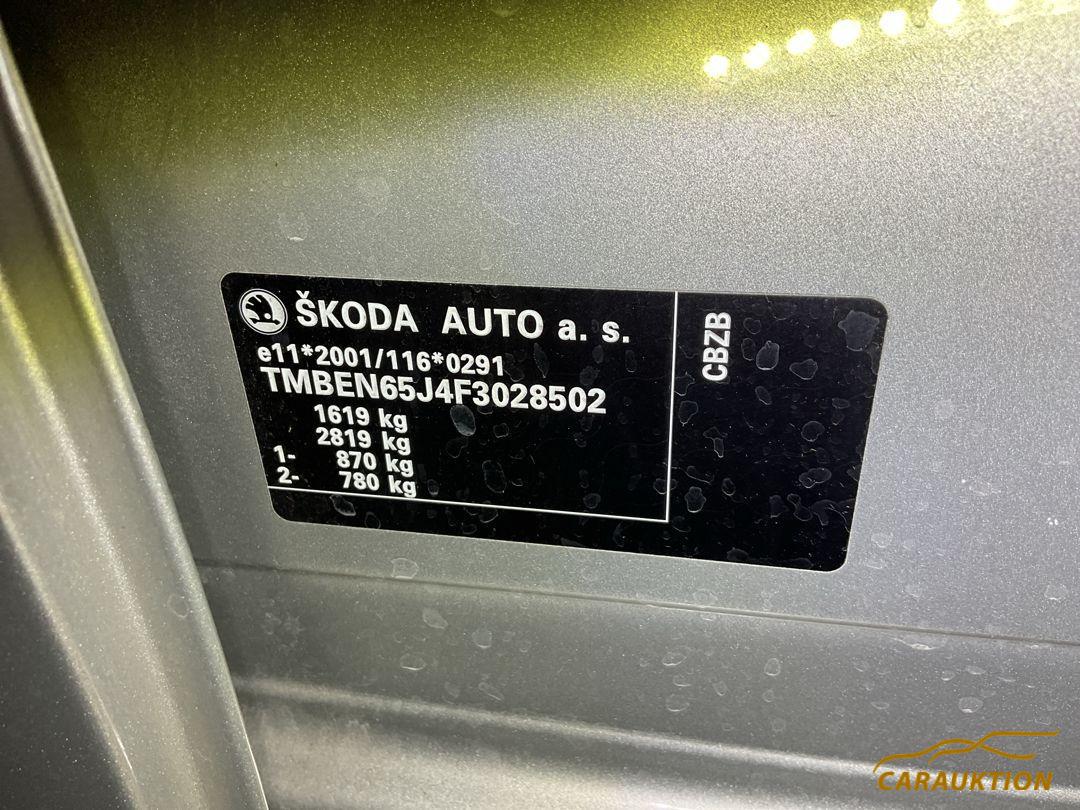 ŠKODA AUTO a. s.
e11*2001/116*0291
TMBEN65J4F3028502
1619 kg
2819 kg
1- 870 kg
2- 780 kg
CBZB
CARAUKTION